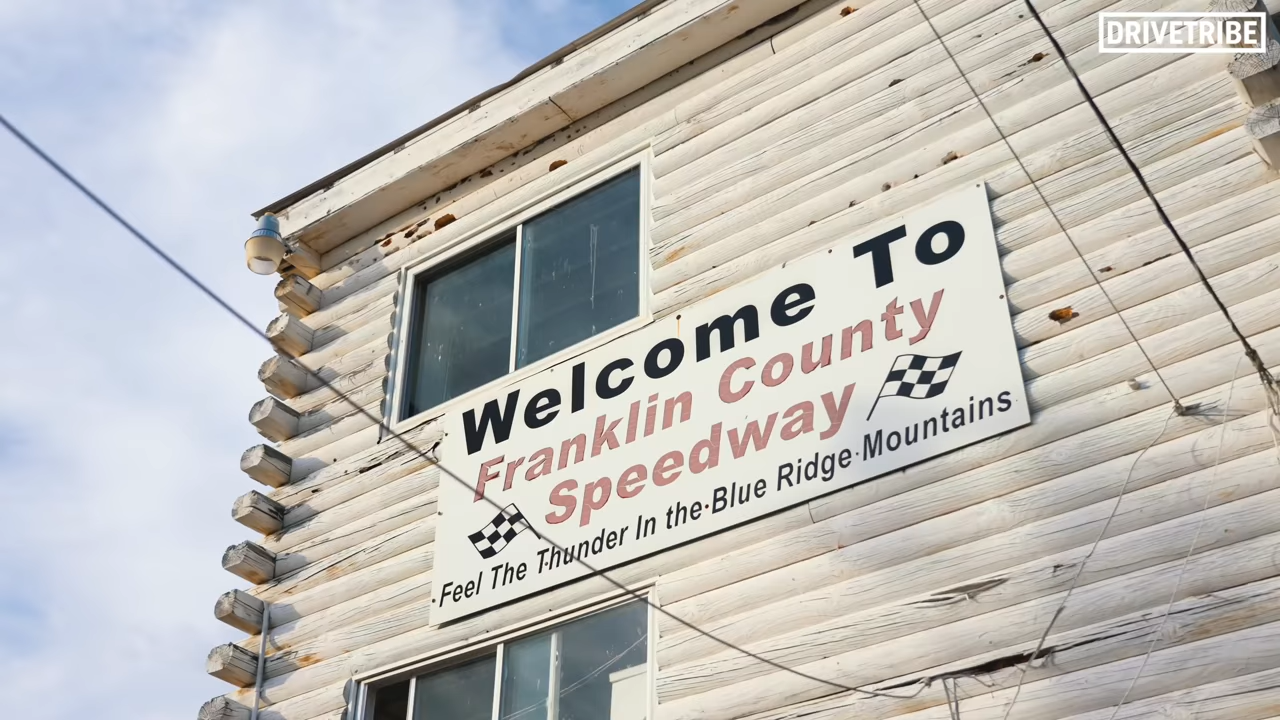 DRIVETRIBE
Welcome To
Franklin County
Speedway
Feel The Thunder In the Blue Ridge Mountains